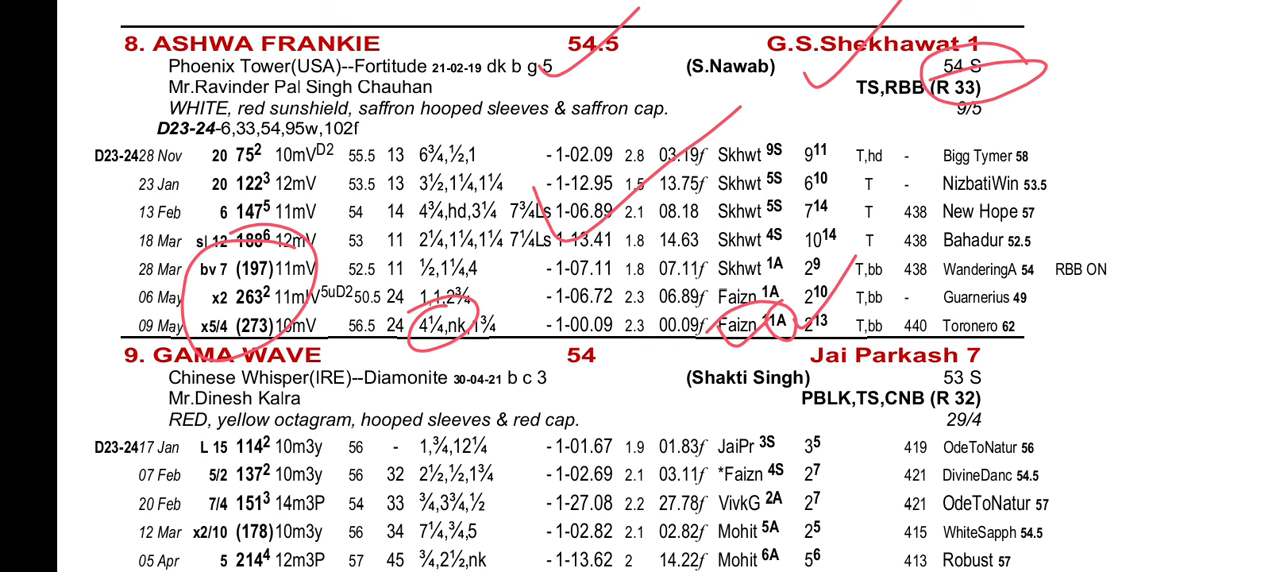 8. ASHWA FRANKIE 54.5 G.S.Shekhawat 1
Phoenix Tower(USA)--Fortitude 21-02-19 dk b g 5 (S.Nawab) 54 S
Mr.Ravinder Pal Singh Chauhan TS,RBB (R 33)
WHITE, red sunshield, saffron hooped sleeves & saffron cap. 9/5
D23-24-6,33,54,95w,102f
D23-24 28 Nov 20 75² 10mV D2 55.5 13 6¾,½,1 - 1-02.09 2.8 03.19f Skhwt 9S 9¹¹ T,hd - Bigg Tymer 58
23 Jan 20 122³ 12mV 53.5 13 3½,1¼,1¼ - 1-12.95 1.5 13.75f Skhwt 5S 6¹⁰ T - NizbatiWin 53.5
13 Feb 6 147⁵ 11mV 54 14 4¾,hd,3¼ 7¾Ls 1-06.89 2.1 08.18 Skhwt 5S 7¹⁴ T 438 New Hope 57
18 Mar sl 12 188⁶ 12mV 53 11 2¼,1¼,1¼ 7¼Ls 1-13.41 1.8 14.63 Skhwt 4S 10¹⁴ T 438 Bahadur 52.5
28 Mar bv 7 (197) 11mV 52.5 11 ½,1¼,4 - 1-07.11 1.8 07.11f Skhwt 1A 2⁹ T,bb 438 WanderingA 54 RBB ON
06 May x2 263² 11mIV 5uD2 50.5 24 1,1,2¾ - 1-06.72 2.3 06.89f Faizn 1A 2¹⁰ T,bb - Guarnerius 49
09 May x5/4 (273) 10mV 56.5 24 4¼,nk,1¾ - 1-00.09 2.3 00.09f Faizn 11A 2¹³ T,bb 440 Toronero 62
9. GAMA WAVE 54 Jai Parkash 7
Chinese Whisper(IRE)--Diamonite 30-04-21 b c 3 (Shakti Singh) 53 S
Mr.Dinesh Kalra PBLK,TS,CNB (R 32)
RED, yellow octagram, hooped sleeves & red cap. 29/4
D23-24 17 Jan L 15 114² 10m3y 56 - 1,¾,12¼ - 1-01.67 1.9 01.83f JaiPr 3S 3⁵ 419 OdeToNatur 56
07 Feb 5/2 137² 10m3y 56 32 2½,½,1¾ - 1-02.69 2.1 03.11f *Faizn 4S 2⁷ 421 DivineDanc 54.5
20 Feb 7/4 151³ 14m3P 54 33 ¾,3¾,½ - 1-27.08 2.2 27.78f VivkG 2A 2⁷ 421 OdeToNatur 57
12 Mar x2/10 (178) 10m3y 56 34 7¼,¾,5 - 1-02.82 2.1 02.82f Mohit 5A 2⁵ 415 WhiteSapph 54.5
05 Apr 5 214⁴ 12m3P 57 45 ¾,2½,nk - 1-13.62 2 14.22f Mohit 6A 5⁶ 413 Robust 57